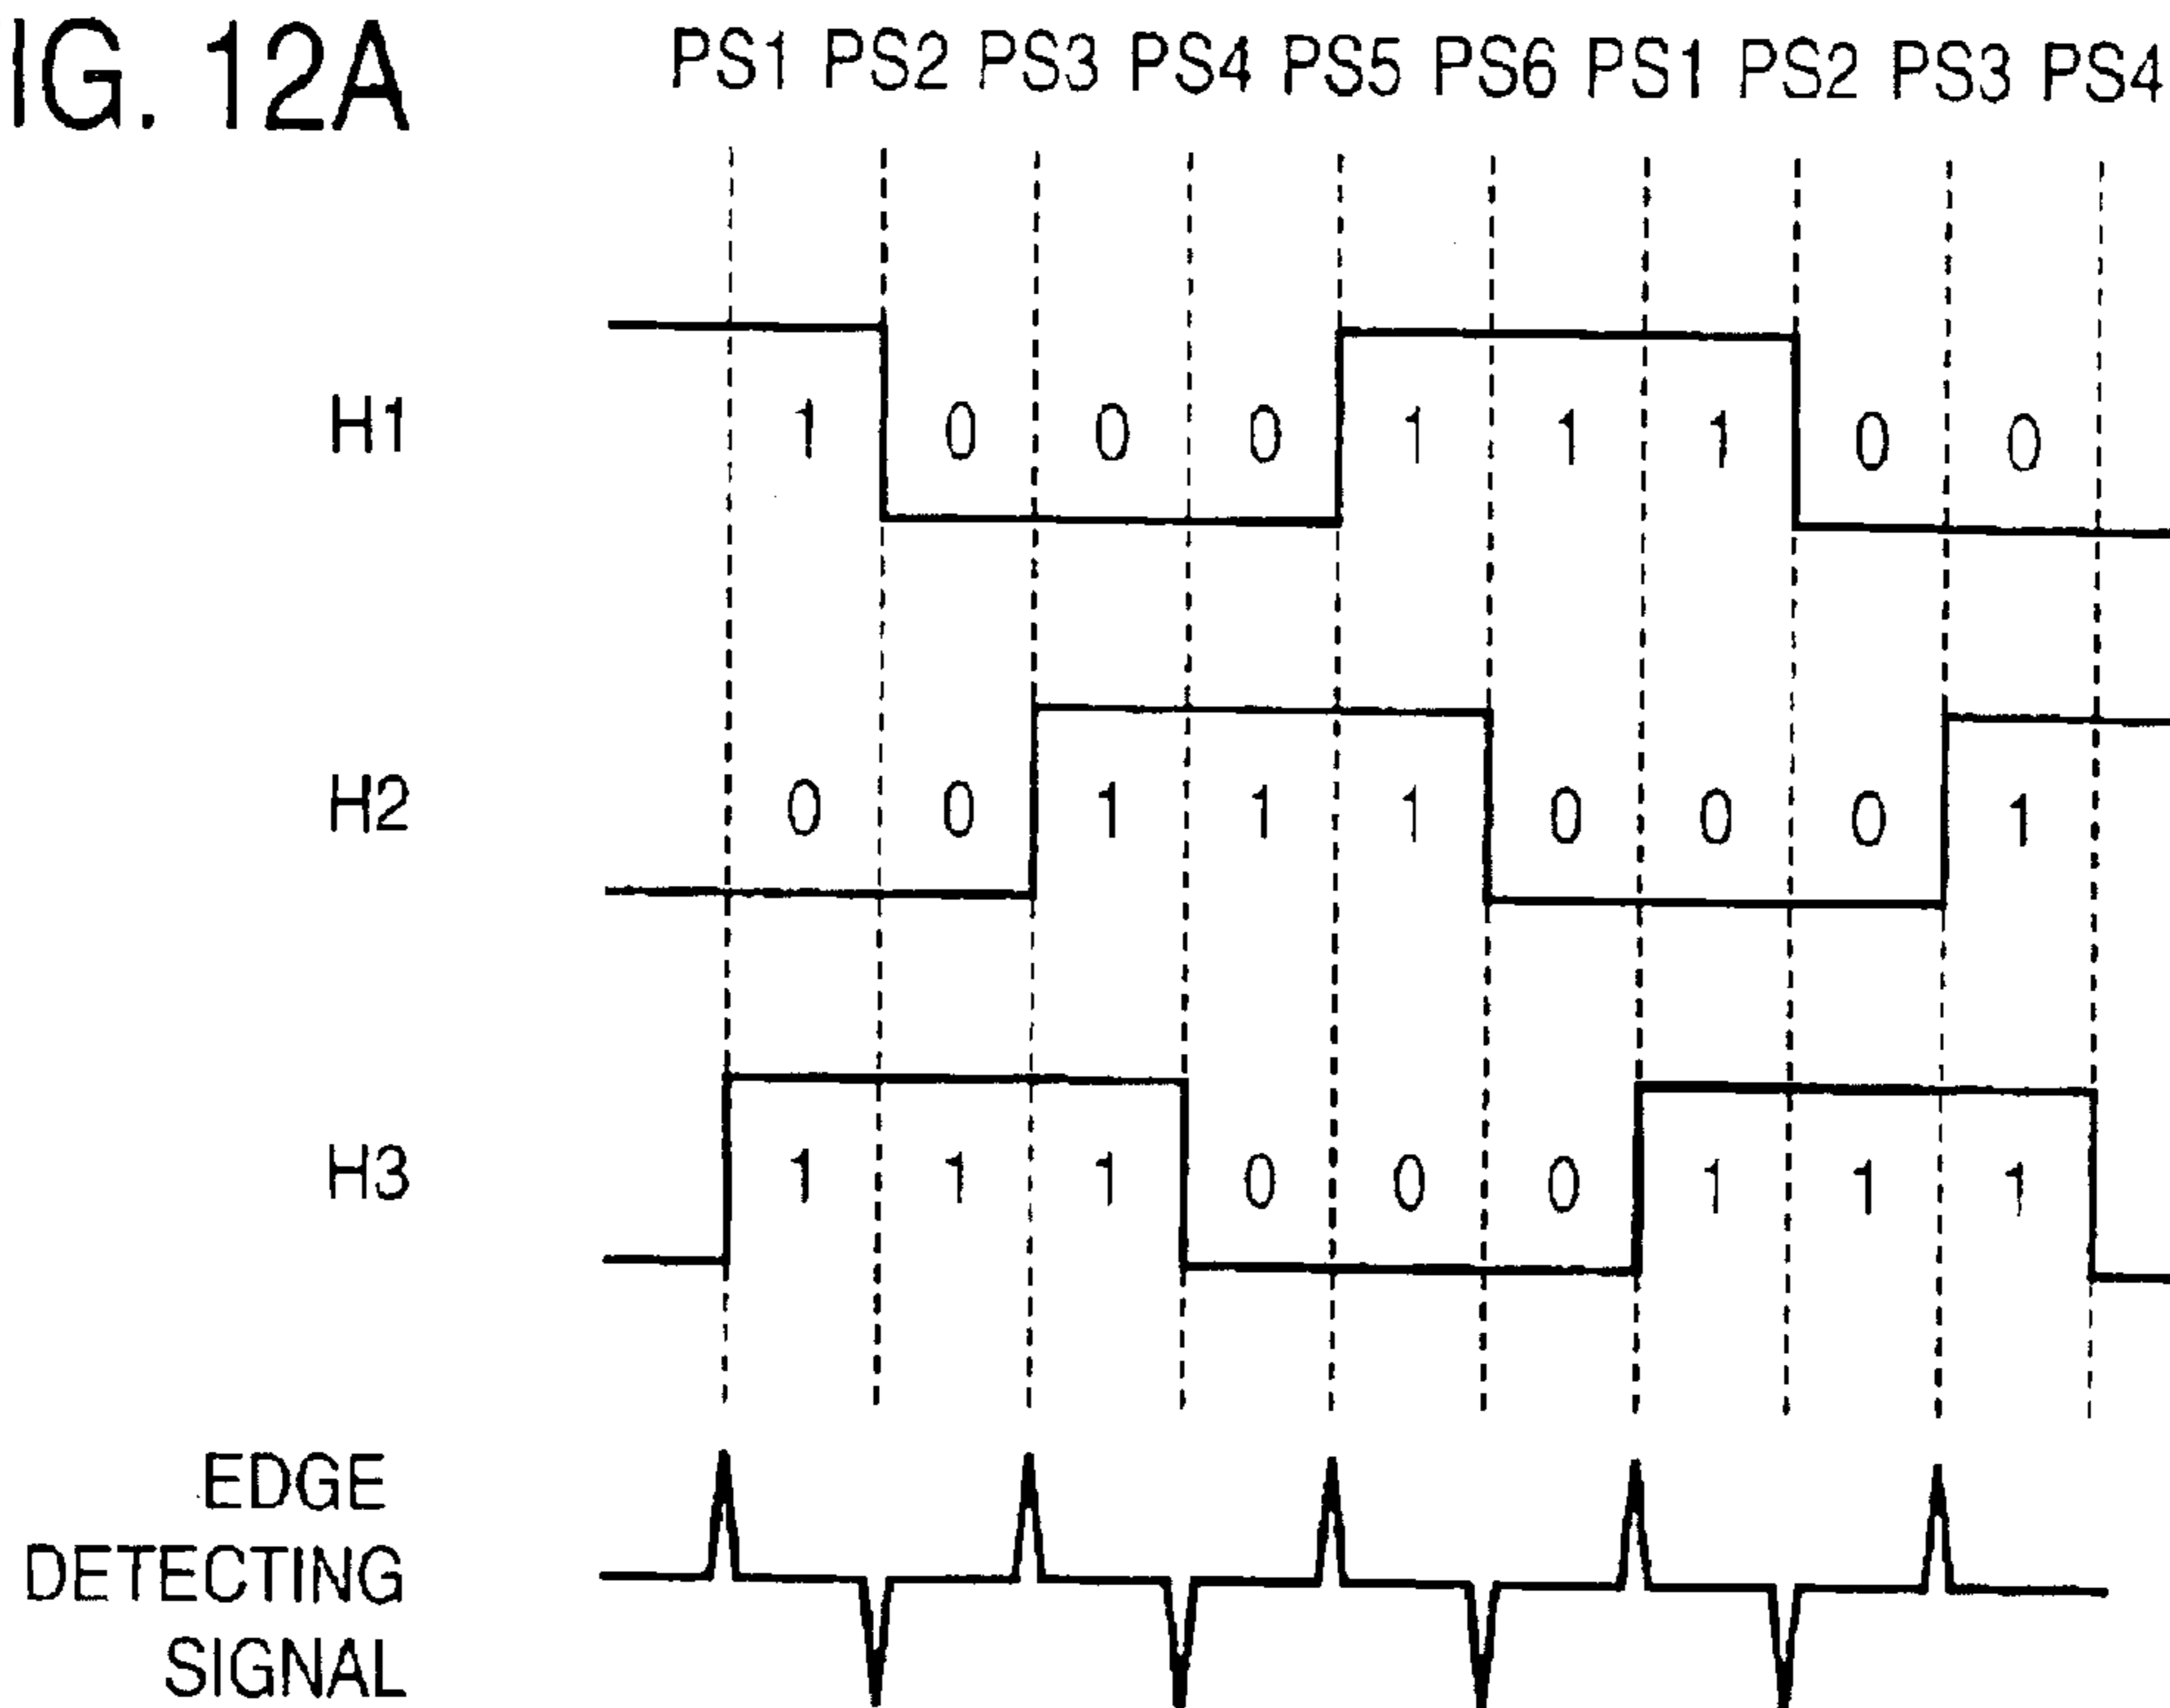 IG. 12A
PS1 PS2 PS3 PS4 PS5 PS6 PS1 PS2 PS3 PS4
H1 1 0 0 0 1 1 1 0 0
H2 0 0 1 1 1 0 0 0 1
H3 1 1 1 0 0 0 1 1 1
EDGE
DETECTING
SIGNAL